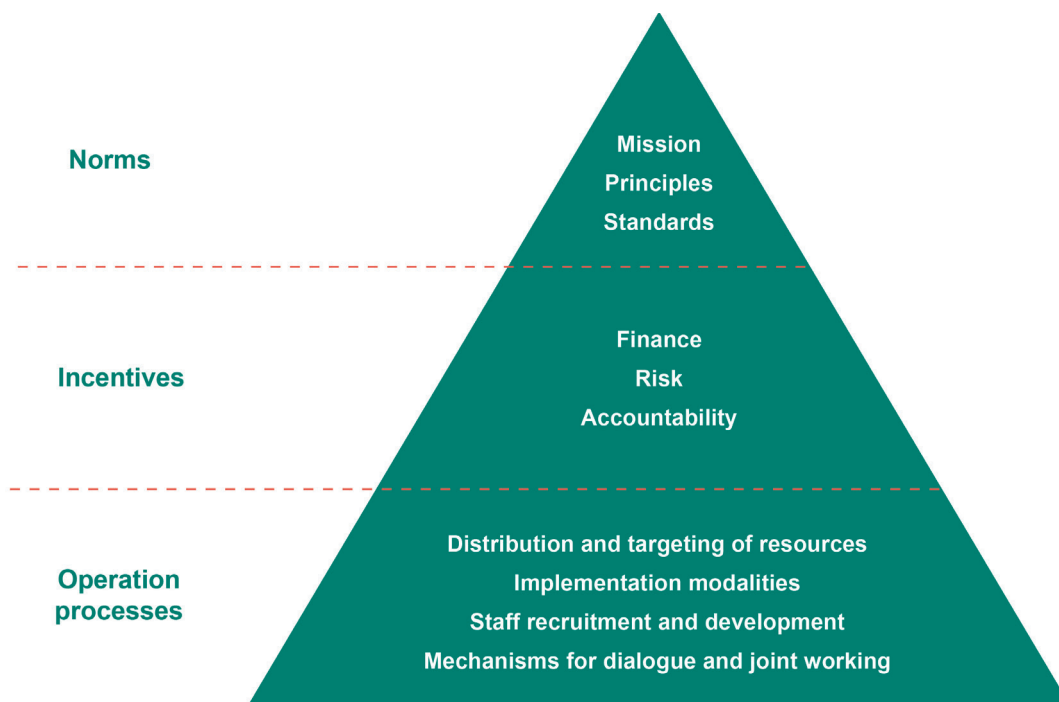 Norms
Mission
Principles
Standards
Incentives
Finance
Risk
Accountability
Operation
processes
Distribution and targeting of resources
Implementation modalities
Staff recruitment and development
Mechanisms for dialogue and joint working